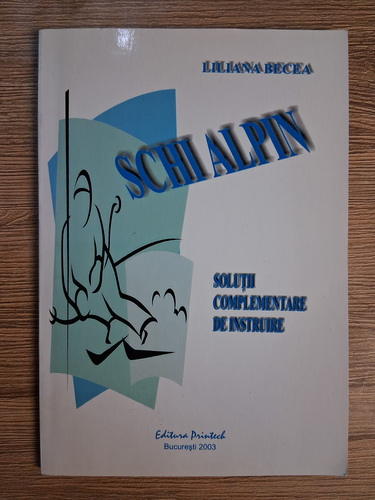 LILIANA BECEA
SCHI ALPIN
SOLUȚII
COMPLEMENTARE
DE INSTRUIRE
Editura Printech
București 2003